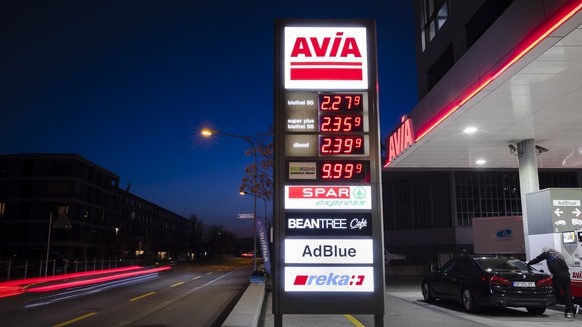 AVIA
bleifrei 95 2.27⁹
super plus
bleifrei 98 2.35⁹
diesel 2.39⁹
9.99⁹
SPAR
express
BEANTREE Café
AdBlue
reka:
AVIA
AdBlue